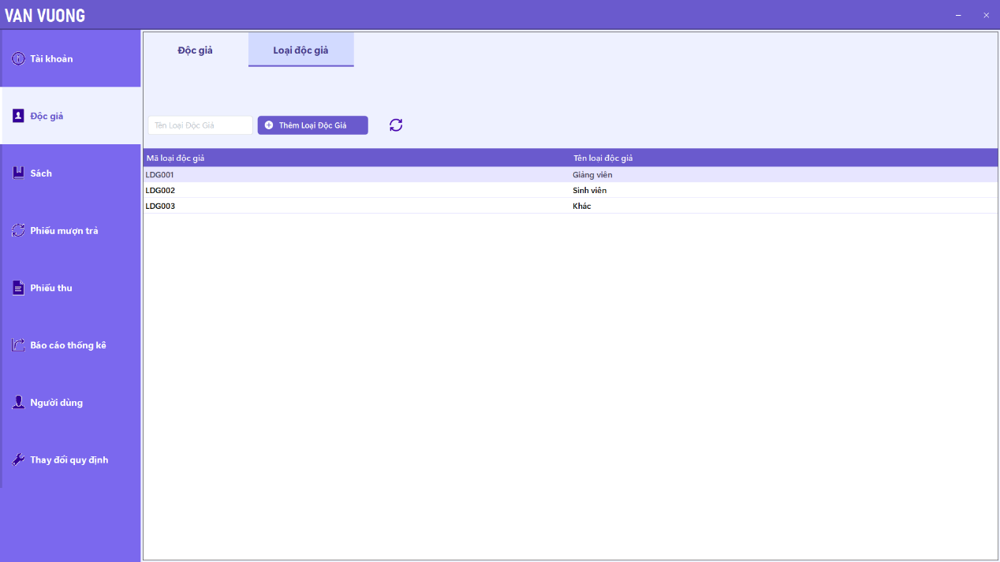 VAN VUONG
Tài khoản
Độc giả
Sách
Phiếu mượn trả
Phiếu thu
Báo cáo thống kê
Người dùng
Thay đổi quy định
Độc giả
Loại độc giả
Tên Loại Độc Giả
Thêm Loại Độc Giả
Mã loại độc giả Tên loại độc giả
LDG001 Giảng viên
LDG002 Sinh viên
LDG003 Khác